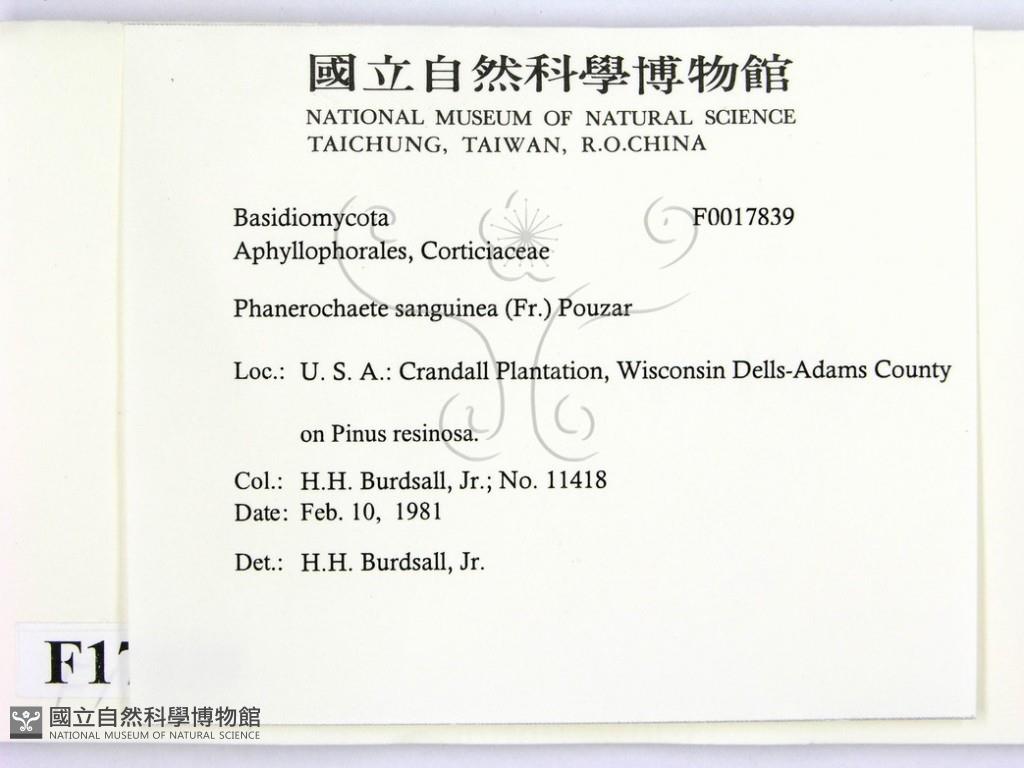 國立自然科學博物館
NATIONAL MUSEUM OF NATURAL SCIENCE
TAICHUNG, TAIWAN, R.O.CHINA
Basidiomycota F0017839
Aphyllophorales, Corticiaceae
Phanerochaete sanguinea (Fr.) Pouzar
Loc.: U. S. A.: Crandall Plantation, Wisconsin Dells-Adams County
on Pinus resinosa.
Col.: H.H. Burdsall, Jr.; No. 11418
Date: Feb. 10, 1981
Det.: H.H. Burdsall, Jr.
F17
國立自然科學博物館
NATIONAL MUSEUM OF NATURAL SCIENCE